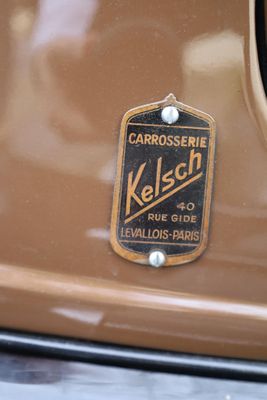 CARROSSERIE
Kelsch
40
RUE GIDE
LEVALLOIS-PARIS